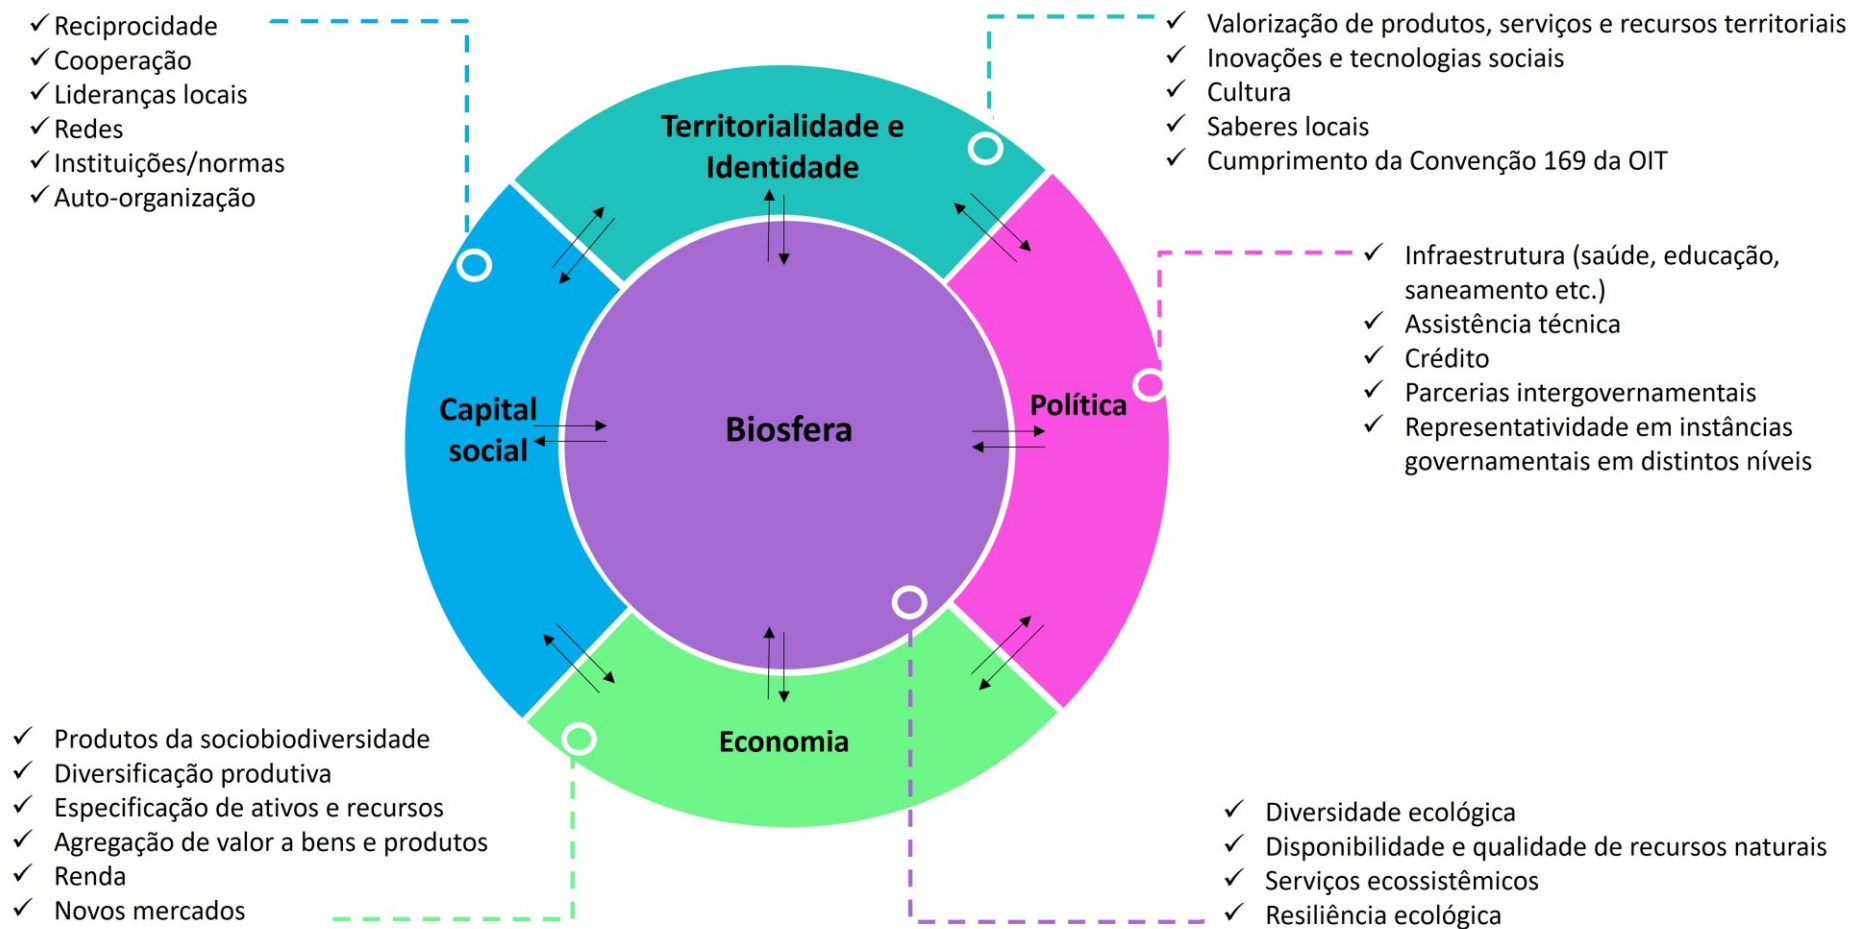 Reciprocidade
Cooperação
Lideranças locais
Redes
Instituições/normas
Auto-organização
Valorização de produtos, serviços e recursos territoriais
Inovações e tecnologias sociais
Cultura
Saberes locais
Cumprimento da Convenção 169 da OIT
Territorialidade e
Identidade
Infraestrutura (saúde, educação,
saneamento etc.)
Assistência técnica
Crédito
Parcerias intergovernamentais
Representatividade em instâncias
governamentais em distintos níveis
Capital
social
Biosfera
Política
Economia
Produtos da sociobiodiversidade
Diversificação produtiva
Especificação de ativos e recursos
Agregação de valor a bens e produtos
Renda
Novos mercados
Diversidade ecológica
Disponibilidade e qualidade de recursos naturais
Serviços ecossistêmicos
Resiliência ecológica